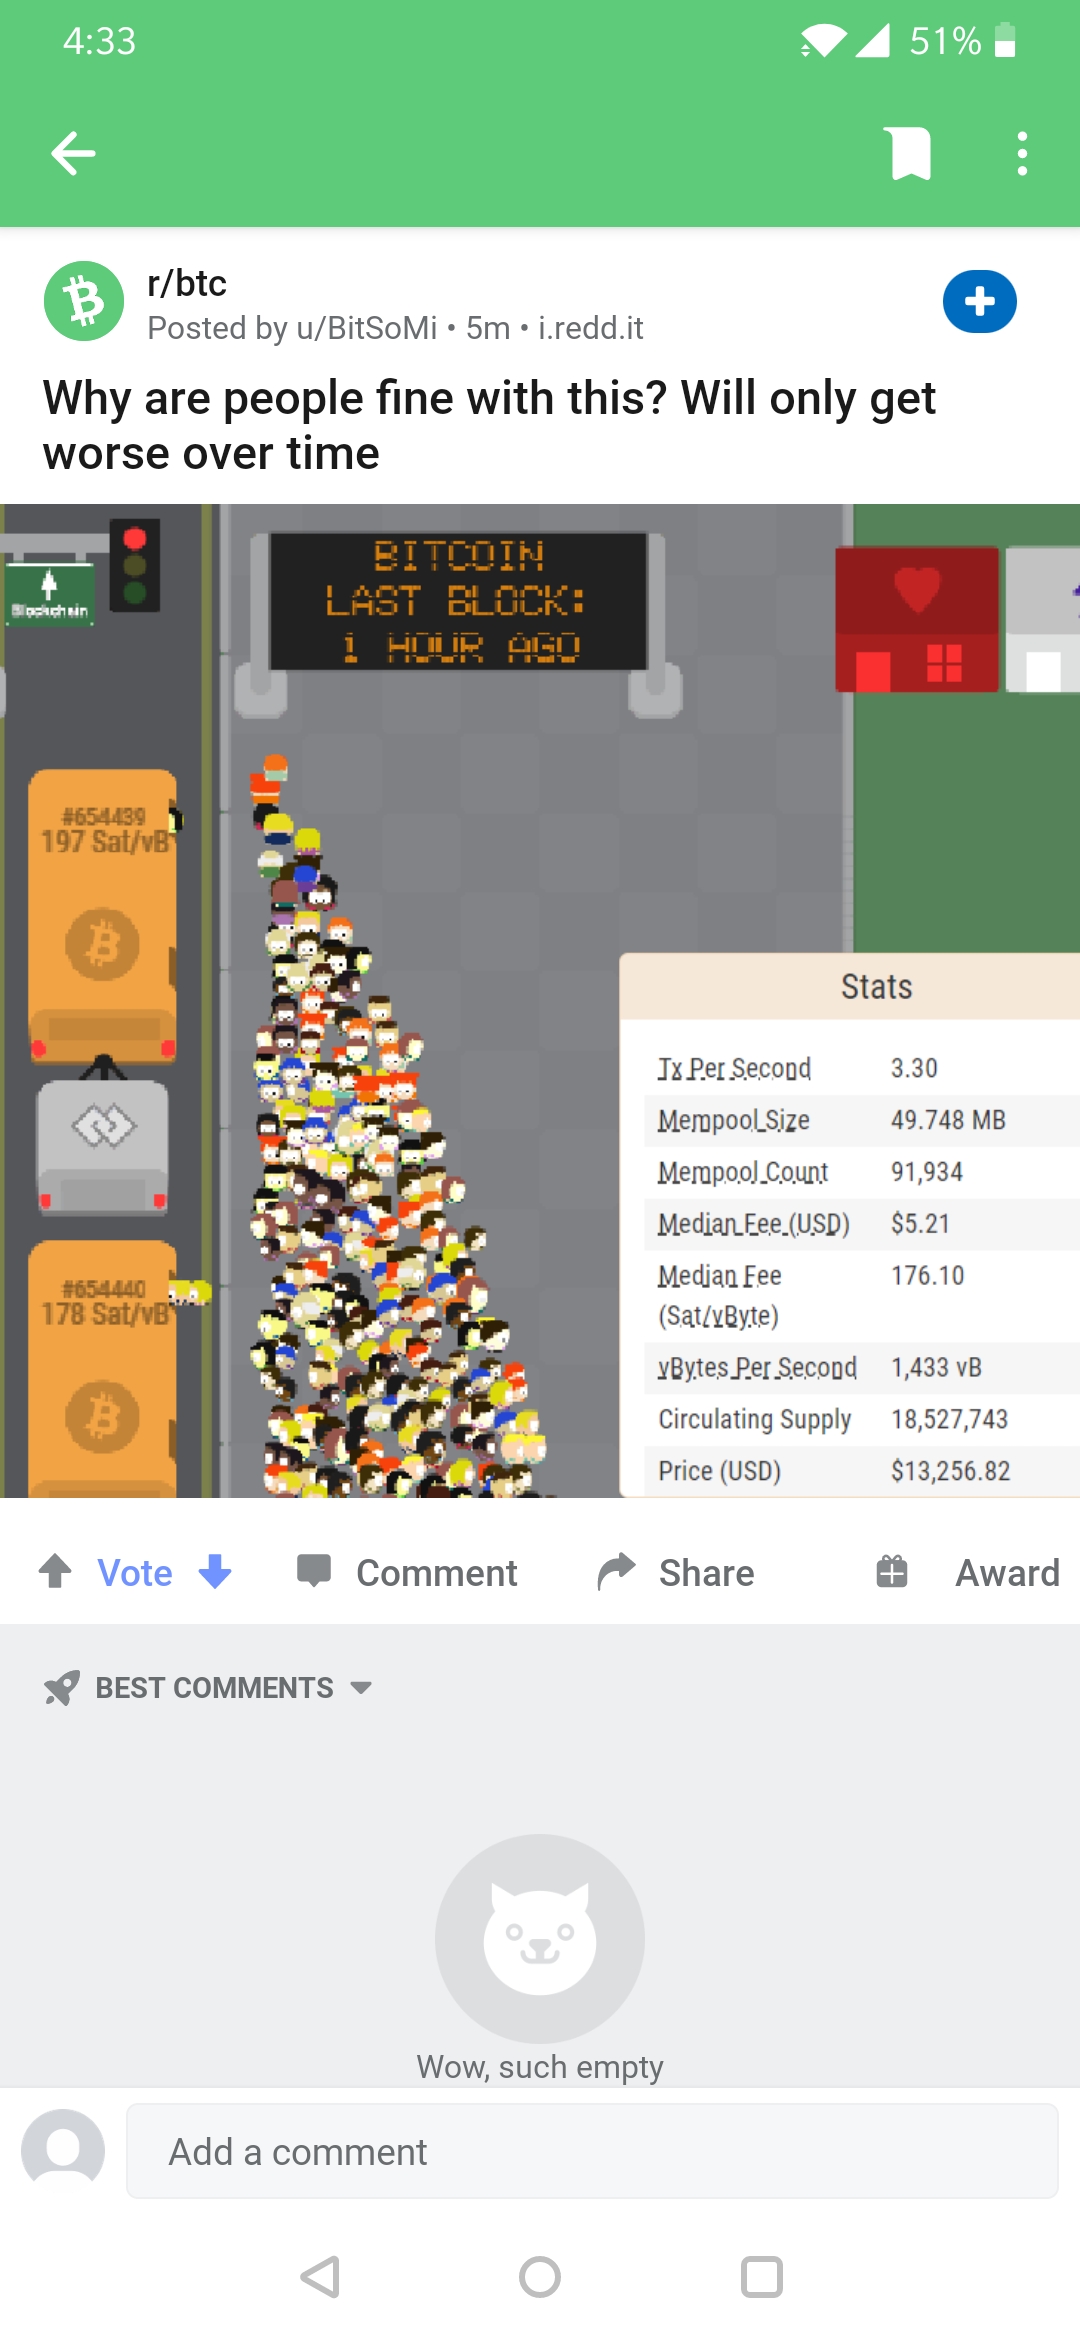 4:33
51%
r/btc
Posted by u/BitSoMi • 5m • i.redd.it
Why are people fine with this? Will only get
worse over time
Blockchain
BITCOIN
LAST BLOCK:
1 HOUR AGO
#654439
197 Sat/vB
#654440
178 Sat/vB
Stats
Tx Per Second 3.30
Mempool Size 49.748 MB
Mempool Count 91,934
Median Fee (USD) $5.21
Median Fee 176.10
(Sat/vByte)
vBytes Per Second 1,433 vB
Circulating Supply 18,527,743
Price (USD) $13,256.82
Vote Comment Share Award
BEST COMMENTS
Wow, such empty
Add a comment